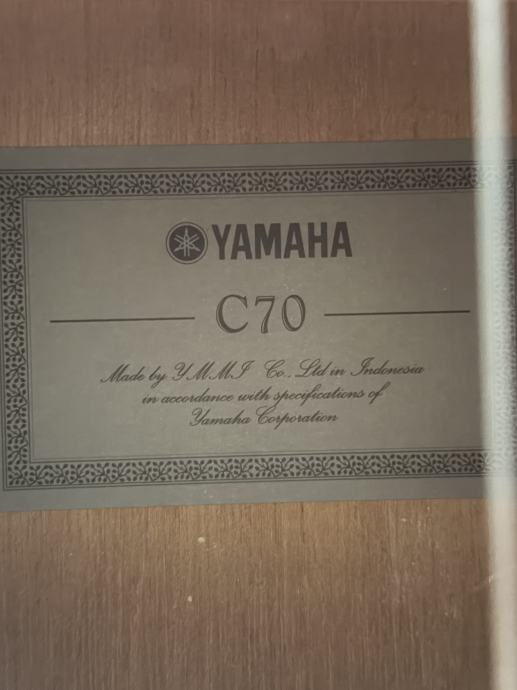 YAMAHA
C70
Made by YMMI Co., Ltd in Indonesia
in accordance with specifications of
Yamaha Corporation